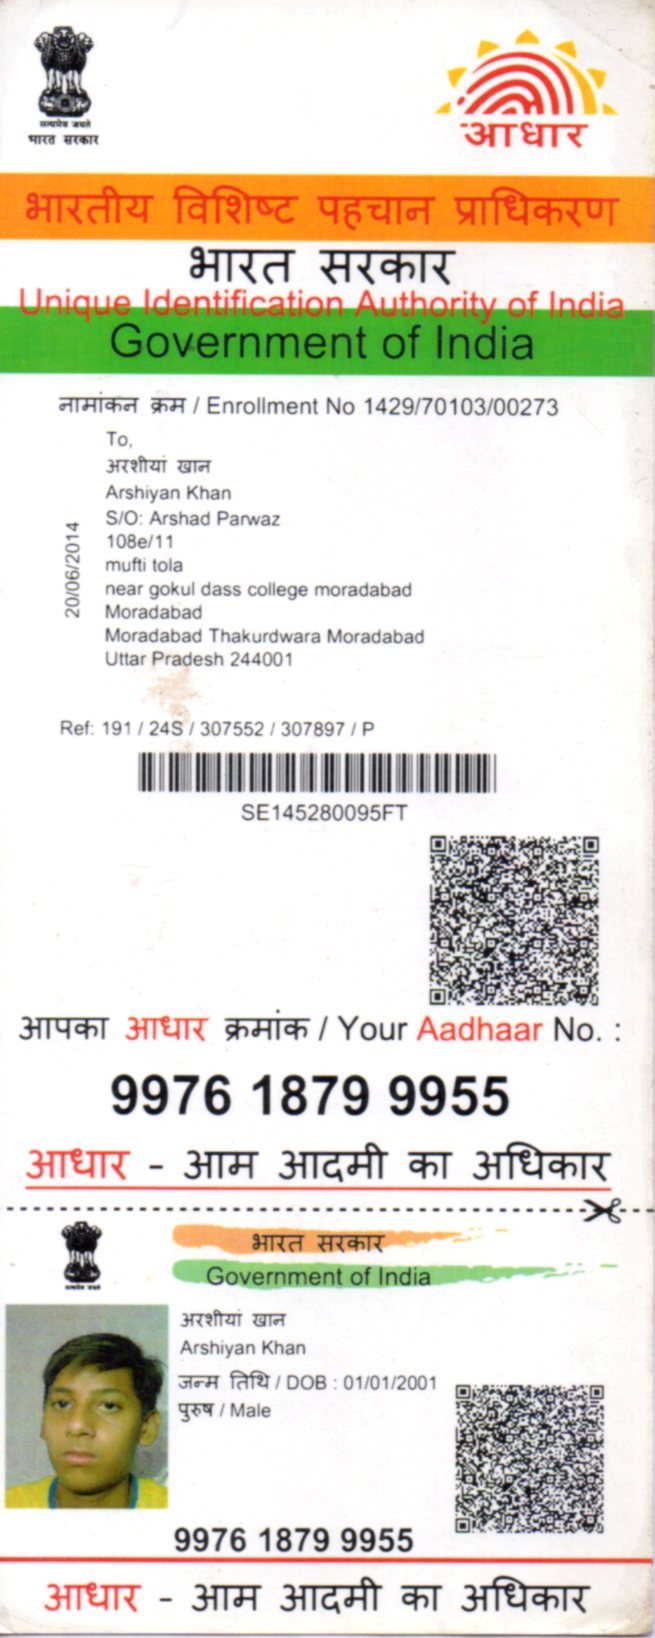 सत्यमेव जयते
भारत सरकार
आधार
भारतीय विशिष्ट पहचान प्राधिकरण
भारत सरकार
Unique Identification Authority of India
Government of India
नामांकन क्रम / Enrollment No 1429/70103/00273
To,
अरशीयां खान
Arshiyan Khan
S/O: Arshad Parwaz
108e/11
mufti tola
near gokul dass college moradabad
Moradabad
Moradabad Thakurdwara Moradabad
Uttar Pradesh 244001
20/06/2014
Ref: 191 / 24S / 307552 / 307897 / P
SE145280095FT
आपका आधार क्रमांक / Your Aadhaar No. :
9976 1879 9955
आधार - आम आदमी का अधिकार
सत्यमेव जयते
भारत सरकार
Government of India
अरशीयां खान
Arshiyan Khan
जन्म तिथि / DOB : 01/01/2001
पुरुष / Male
9976 1879 9955
आधार - आम आदमी का अधिकार